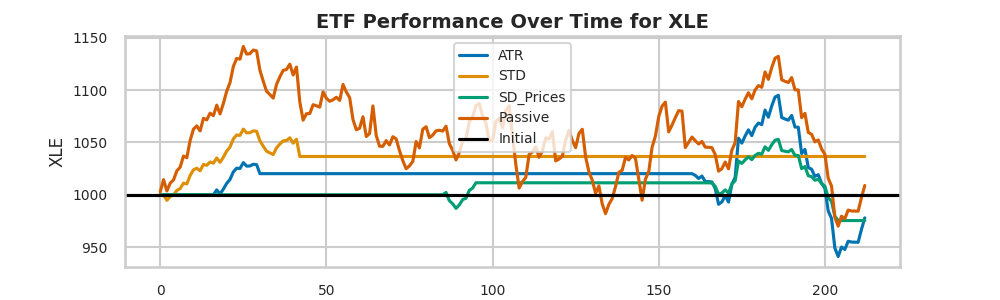 ETF Performance Over Time for XLE
XLE
1150
1100
1050
1000
950
0
50
100
150
200
ATR
STD
SD_Prices
Passive
Initial